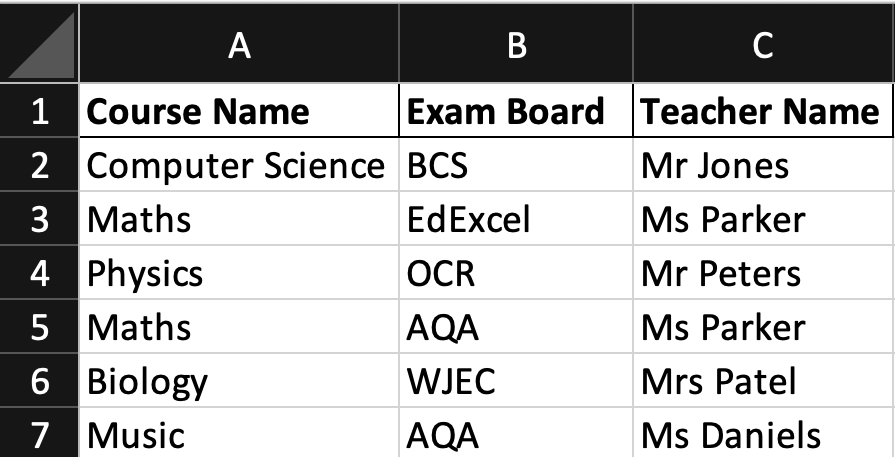 A B C
1 Course Name Exam Board Teacher Name
2 Computer Science BCS Mr Jones
3 Maths EdExcel Ms Parker
4 Physics OCR Mr Peters
5 Maths AQA Ms Parker
6 Biology WJEC Mrs Patel
7 Music AQA Ms Daniels